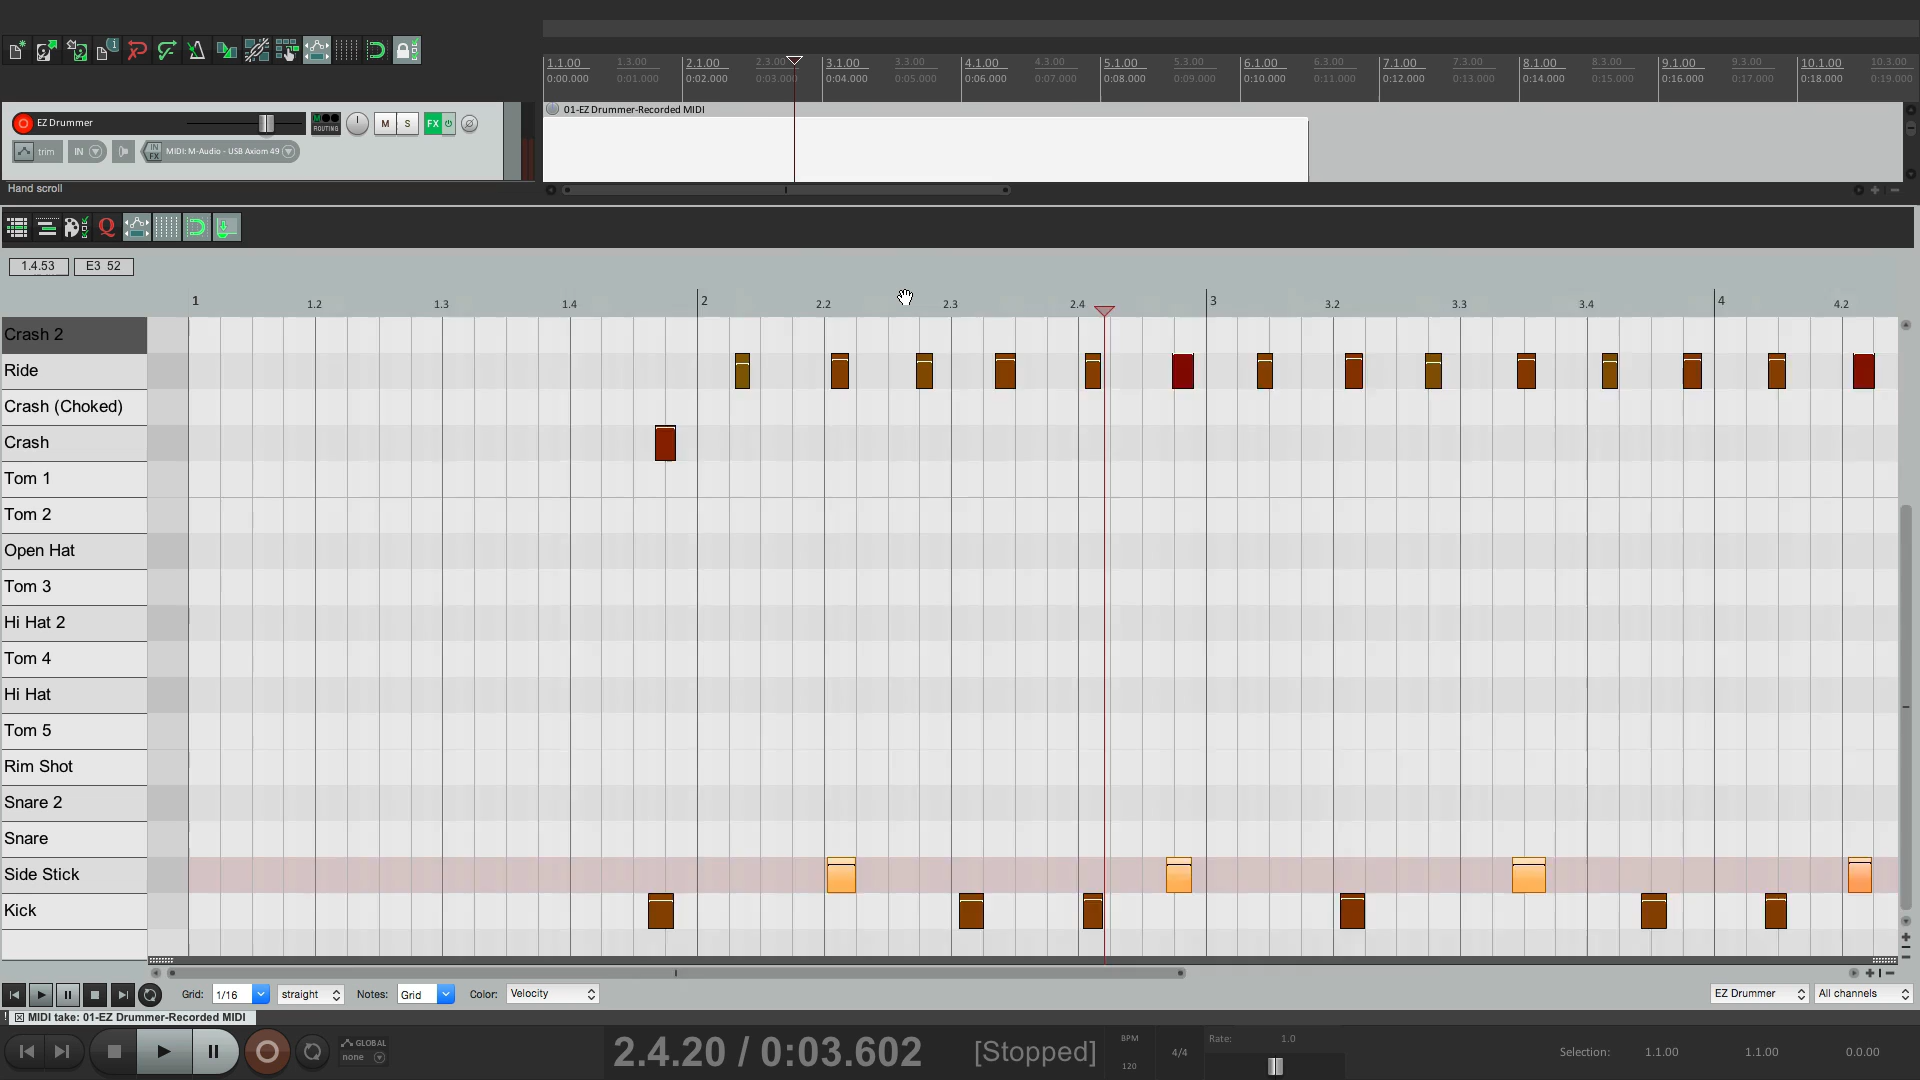 1.1.00 1.3.00 2.1.00 2.3.00 3.1.00 3.3.00 4.1.00 4.3.00 5.1.00 5.3.00 6.1.00 6.3.00 7.1.00 7.3.00 8.1.00 8.3.00 9.1.00 9.3.00 10.1.00 10.3.00
0:00.000 0:01.000 0:02.000 0:03.000 0:04.000 0:05.000 0:06.000 0:07.000 0:08.000 0:09.000 0:10.000 0:11.000 0:12.000 0:13.000 0:14.000 0:15.000 0:16.000 0:17.000 0:18.000 0:19.000
01-EZ Drummer-Recorded MIDI
EZ Drummer M ROUTING M S FX
trim IN IN FX MIDI: M-Audio - USB Axiom 49
Hand scroll
Q
1.4.53 E3 52
1 1.2 1.3 1.4 2 2.2 2.3 2.4 3 3.2 3.3 3.4 4 4.2
Crash 2
Ride
Crash (Choked)
Crash
Tom 1
Tom 2
Open Hat
Tom 3
Hi Hat 2
Tom 4
Hi Hat
Tom 5
Rim Shot
Snare 2
Snare
Side Stick
Kick
Grid: 1/16 straight Notes: Grid Color: Velocity EZ Drummer All channels
! MIDI take: 01-EZ Drummer-Recorded MIDI
GLOBAL
none
2.4.20 / 0:03.602 [Stopped]
BPM
120
4/4
Rate: 1.0
Selection: 1.1.00 1.1.00 0.0.00